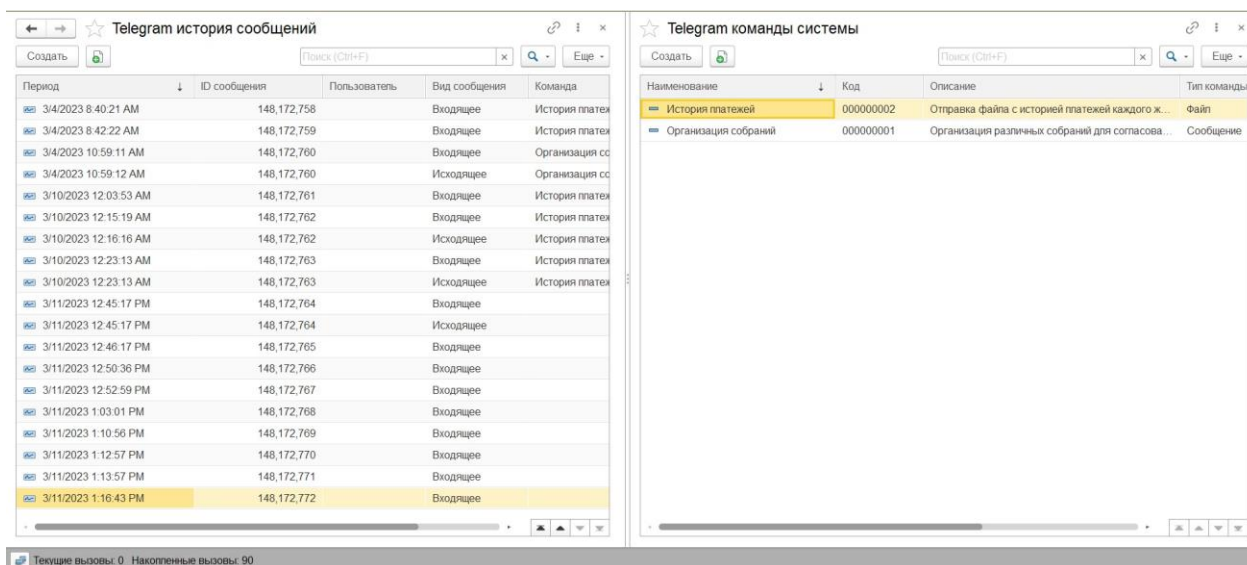 Telegram история сообщений
Создать Поиск (Ctrl+F) × Еще
Период ↓ ID сообщения Пользователь Вид сообщения Команда
3/4/2023 8:40:21 AM 148,172,758 Входящее История платеж
3/4/2023 8:42:22 AM 148,172,759 Входящее История платеж
3/4/2023 10:59:11 AM 148,172,760 Входящее Организация со
3/4/2023 10:59:12 AM 148,172,760 Исходящее Организация со
3/10/2023 12:03:53 AM 148,172,761 Входящее История платеж
3/10/2023 12:15:19 AM 148,172,762 Входящее История платеж
3/10/2023 12:16:16 AM 148,172,762 Исходящее История платеж
3/10/2023 12:23:13 AM 148,172,763 Входящее История платеж
3/10/2023 12:23:13 AM 148,172,763 Исходящее История платеж
3/11/2023 12:45:17 PM 148,172,764 Входящее
3/11/2023 12:45:17 PM 148,172,764 Исходящее
3/11/2023 12:46:17 PM 148,172,765 Входящее
3/11/2023 12:50:36 PM 148,172,766 Входящее
3/11/2023 12:52:59 PM 148,172,767 Входящее
3/11/2023 1:03:01 PM 148,172,768 Входящее
3/11/2023 1:10:56 PM 148,172,769 Входящее
3/11/2023 1:12:57 PM 148,172,770 Входящее
3/11/2023 1:13:57 PM 148,172,771 Входящее
3/11/2023 1:16:43 PM 148,172,772 Входящее
Telegram команды системы
Создать Поиск (Ctrl+F) × Еще
Наименование ↓ Код Описание Тип команды
История платежей 000000002 Отправка файла с историей платежей каждого ж... Файл
Организация собраний 000000001 Организация различных собраний для согласова... Сообщение
Текущие вызовы: 0 Накопленные вызовы: 90